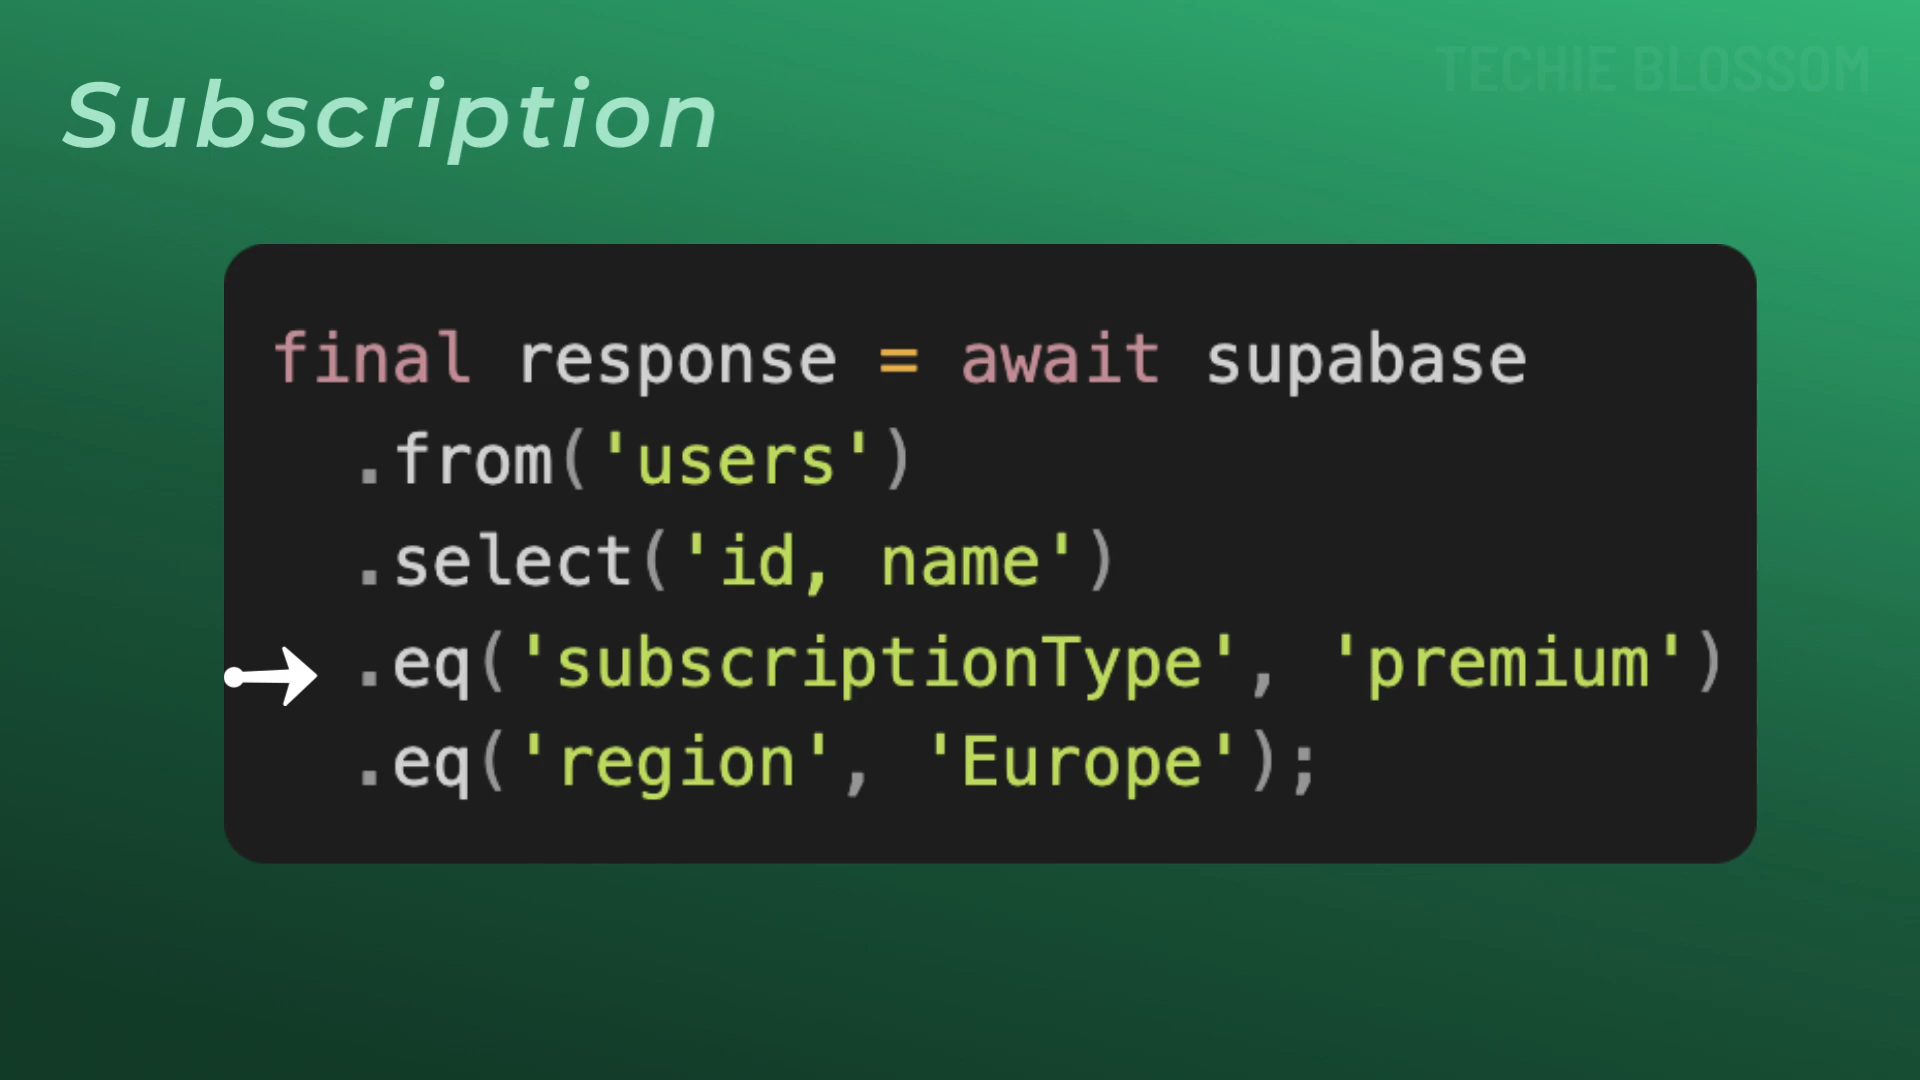 TECHIE BLOSSOM
Subscription
final response = await supabase
.from('users')
.select('id, name')
.eq('subscriptionType', 'premium')
.eq('region', 'Europe');